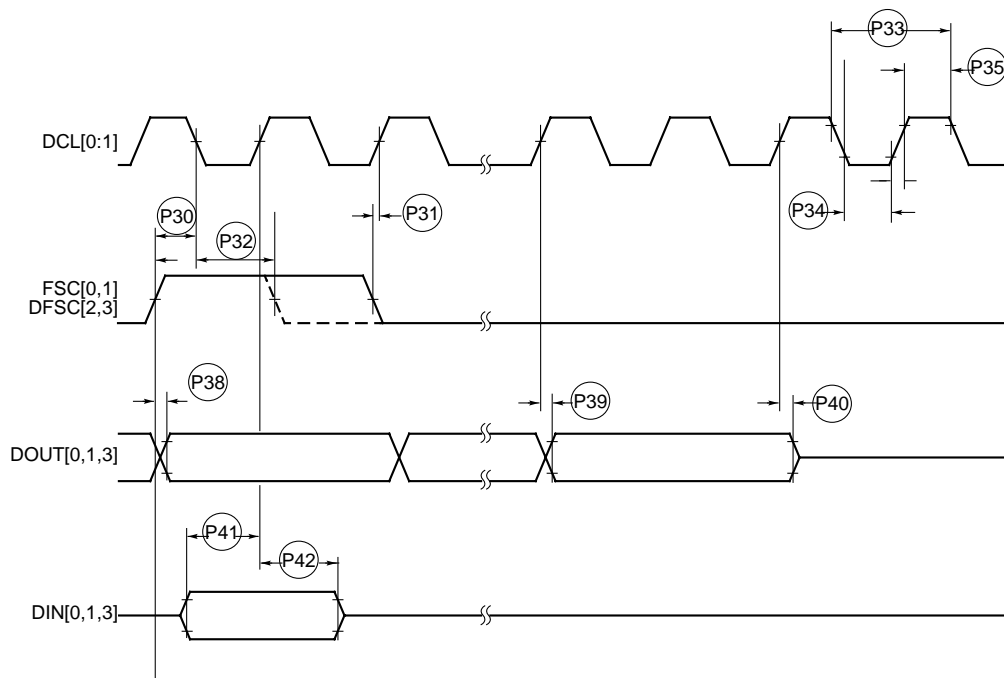 P33
P35
DCL[0:1]
P34
P30
P31
P32
FSC[0,1]
DFSC[2,3]
P38
P39
P40
DOUT[0,1,3]
P41
P42
DIN[0,1,3]